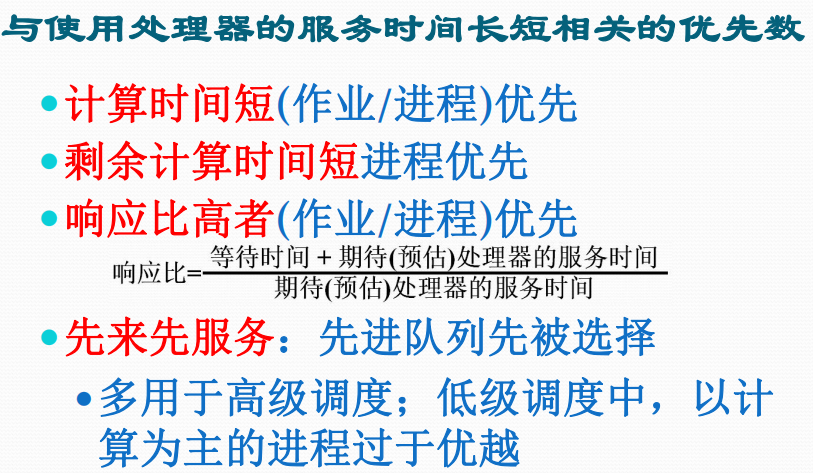 与使用处理器的服务时间长短相关的优先数
•计算时间短(作业/进程)优先
•剩余计算时间短进程优先
•响应比高者(作业/进程)优先
响应比=等待时间 + 期待(预估)处理器的服务时间
期待(预估)处理器的服务时间
•先来先服务：先进队列先被选择
•多用于高级调度；低级调度中，以计
算为主的进程过于优越